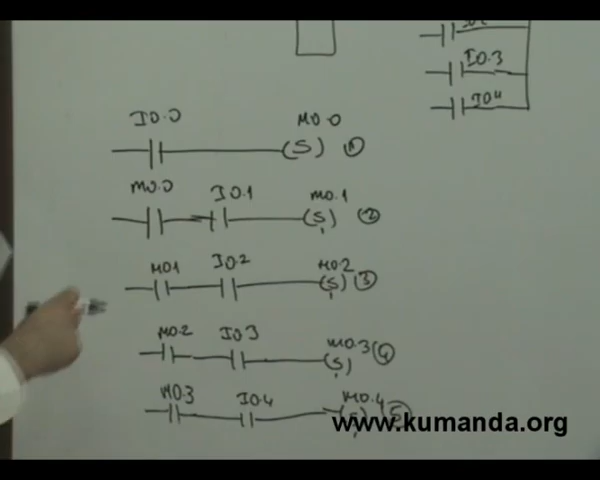 I0.3
I0.4
I0.0 M0.0
(S) 1
M0.0 I0.1 M0.1
(S) 2
M0.1 I0.2 M0.2
(S) 3
M0.2 I0.3 M0.3
(S) 4
M0.3 I0.4 M0.4
(S) 5
www.kumanda.org